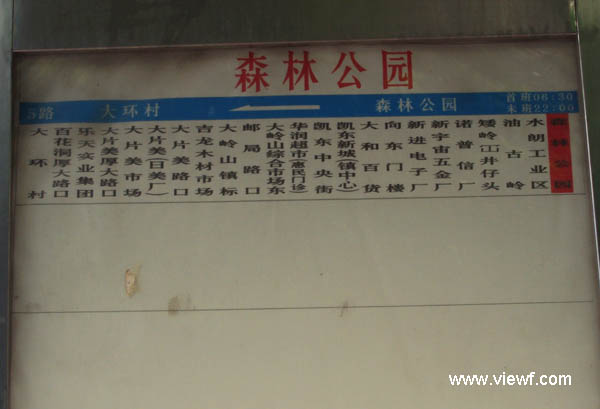 森林公园
5路 大环村 森林公园 首班06:30
末班22:00
大环村
百花洞厚大路口
乐天实业集团
大片美厚大路口
大片美市场
大片美(日美厂)
大片美路口
吉龙木材市场
大岭山镇标
邮局路口
大岭山综合市场东
华润超市(惠民门诊)
凯东中央街
凯东新城(镇中心)
大和百货
向东门楼
新进电子厂
新宇宙五金厂
诺普信厂
矮岭冚井仔头
油古岭
水朗工业区
森林公园
www.viewf.com